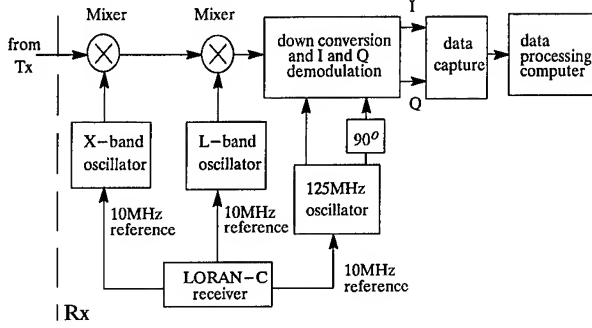 Mixer
Mixer
from
Tx
down conversion
and I and Q
demodulation
I
Q
data
capture
data
processing
computer
X-band
oscillator
L-band
oscillator
90o
125MHz
oscillator
10MHz
reference
10MHz
reference
10MHz
reference
LORAN-C
receiver
Rx